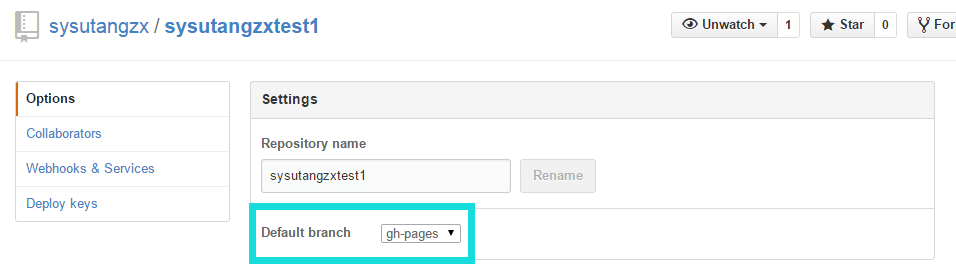 sysutangzx / sysutangzxtest1
Unwatch 1 Star 0 For
Options
Collaborators
Webhooks & Services
Deploy keys
Settings
Repository name
sysutangzxtest1 Rename
Default branch gh-pages